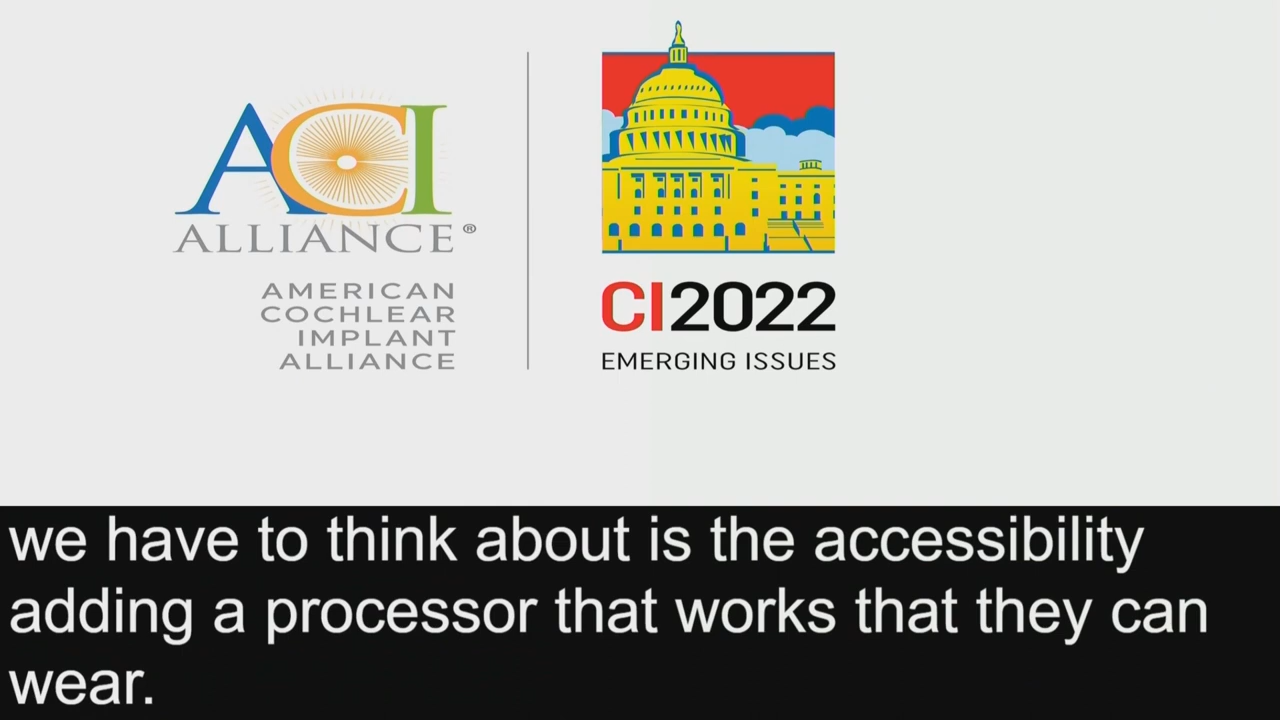 ACI
ALLIANCE®
AMERICAN
COCHLEAR
IMPLANT
ALLIANCE
CI2022
EMERGING ISSUES
we have to think about is the accessibility
adding a processor that works that they can
wear.